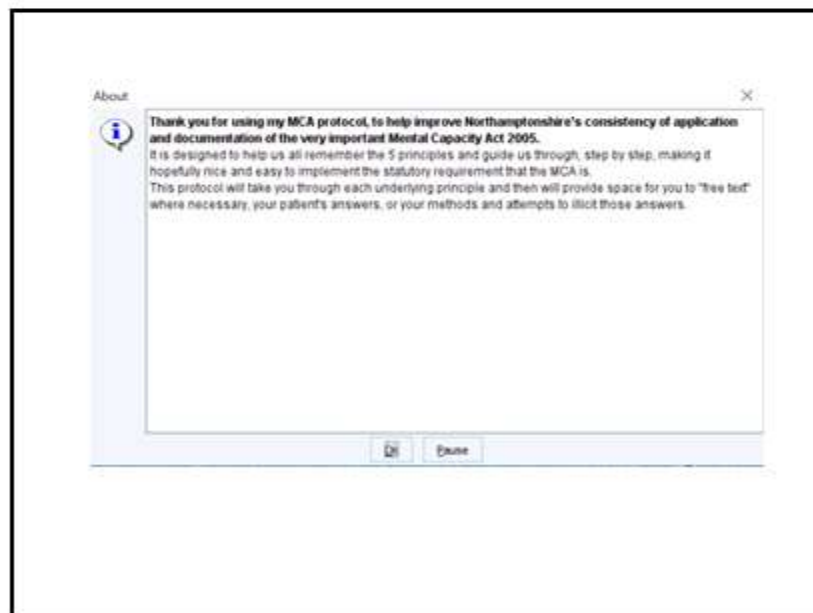 About
Thank you for using my MCA protocol, to help improve Northamptonshire's consistency of application
and documentation of the very important Mental Capacity Act 2005.
It is designed to help us all remember the 5 principles and guide us through, step by step, making it
hopefully nice and easy to implement the statutory requirement that the MCA is.
This protocol will take you through each underlying principle and then will provide space for you to "free text"
where necessary, your patient's answers, or your methods and attempts to illicit those answers.
Pause